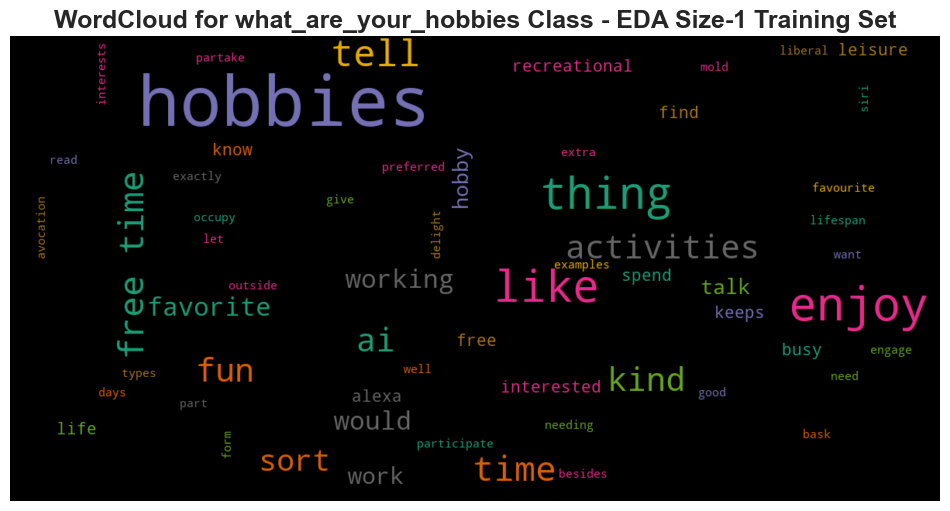 WordCloud for what_are_your_hobbies Class - EDA Size-1 Training Set
interests
partake
tell
recreational
mold
liberal
leisure
hobbies
find
siri
read
know
exactly
preferred
hobby
extra
thing
favourite
free time
occupy
give
let
avocation
delight
lifespan
activities
want
working
examples
spend
outside
favorite
like
talk
keeps
enjoy
ai
free
busy
engage
types
fun
well
interested
kind
good
need
days
part
alexa
life
form
would
participate
needing
bask
sort
work
time
besides